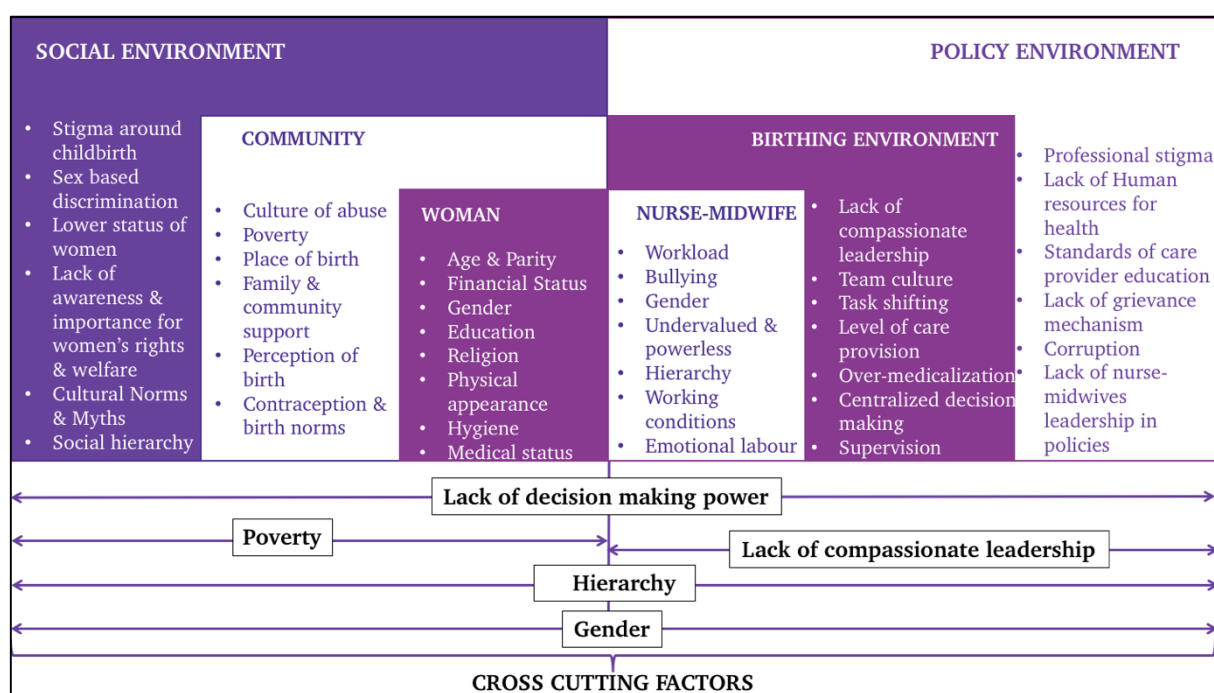 SOCIAL ENVIRONMENT
• Stigma around
childbirth
• Sex based
discrimination
• Lower status of
women
• Lack of
awareness &
importance for
women's rights
& welfare
• Cultural Norms
& Myths
• Social hierarchy
COMMUNITY
• Culture of abuse
• Poverty
• Place of birth
• Family &
community
support
• Perception of
birth
• Contraception &
birth norms
WOMAN
• Age & Parity
• Financial Status
• Gender
• Education
• Religion
• Physical
appearance
• Hygiene
• Medical status
NURSE-MIDWIFE
• Workload
• Bullying
• Gender
• Undervalued &
powerless
• Hierarchy
• Working
conditions
• Emotional labour
BIRTHING ENVIRONMENT
• Lack of
compassionate
leadership
• Team culture
• Task shifting
• Level of care
provision
• Over-medicalization
• Centralized decision
making
• Supervision
POLICY ENVIRONMENT
• Professional stigma
• Lack of Human
resources for
health
• Standards of care
provider education
• Lack of grievance
mechanism
• Corruption
• Lack of nurse-
midwives
leadership in
policies
Lack of decision making power
Poverty
Lack of compassionate leadership
Hierarchy
Gender
CROSS CUTTING FACTORS